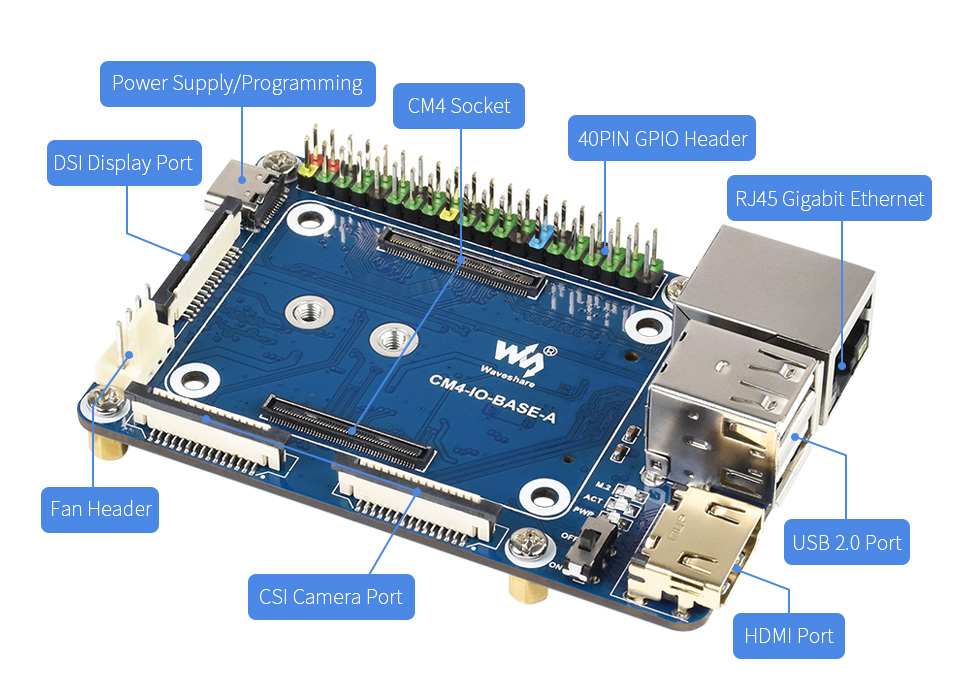 Power Supply/Programming
CM4 Socket
40PIN GPIO Header
DSI Display Port
RJ45 Gigabit Ethernet
W ®
Waveshare
CM4-IO-BASE-A
M.2
ACT
PWR
OFF
ON
Fan Header
USB 2.0 Port
CSI Camera Port
HDMI Port